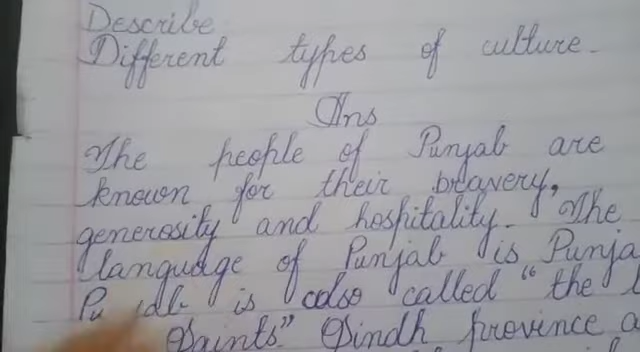 Describe
Different types of culture.
Ans
The people of Punjab are
known for their bravery,
generosity and hospitality. The
language of Punjab is
is also called "the
Saints" Sindh province